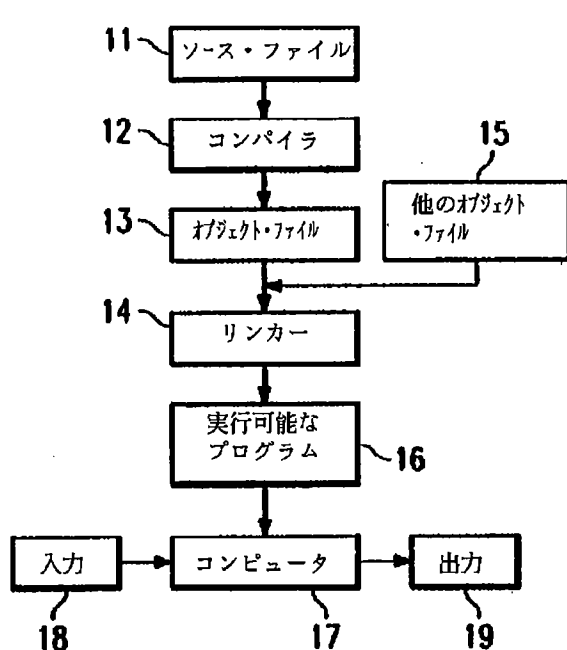 11
ソース・ファイル
12
コンパイラ
15
13
オブジェクト・ファイル
他のオブジェクト
・ファイル
14
リンカー
実行可能な
プログラム
16
入力
コンピュータ
出力
18
17
19